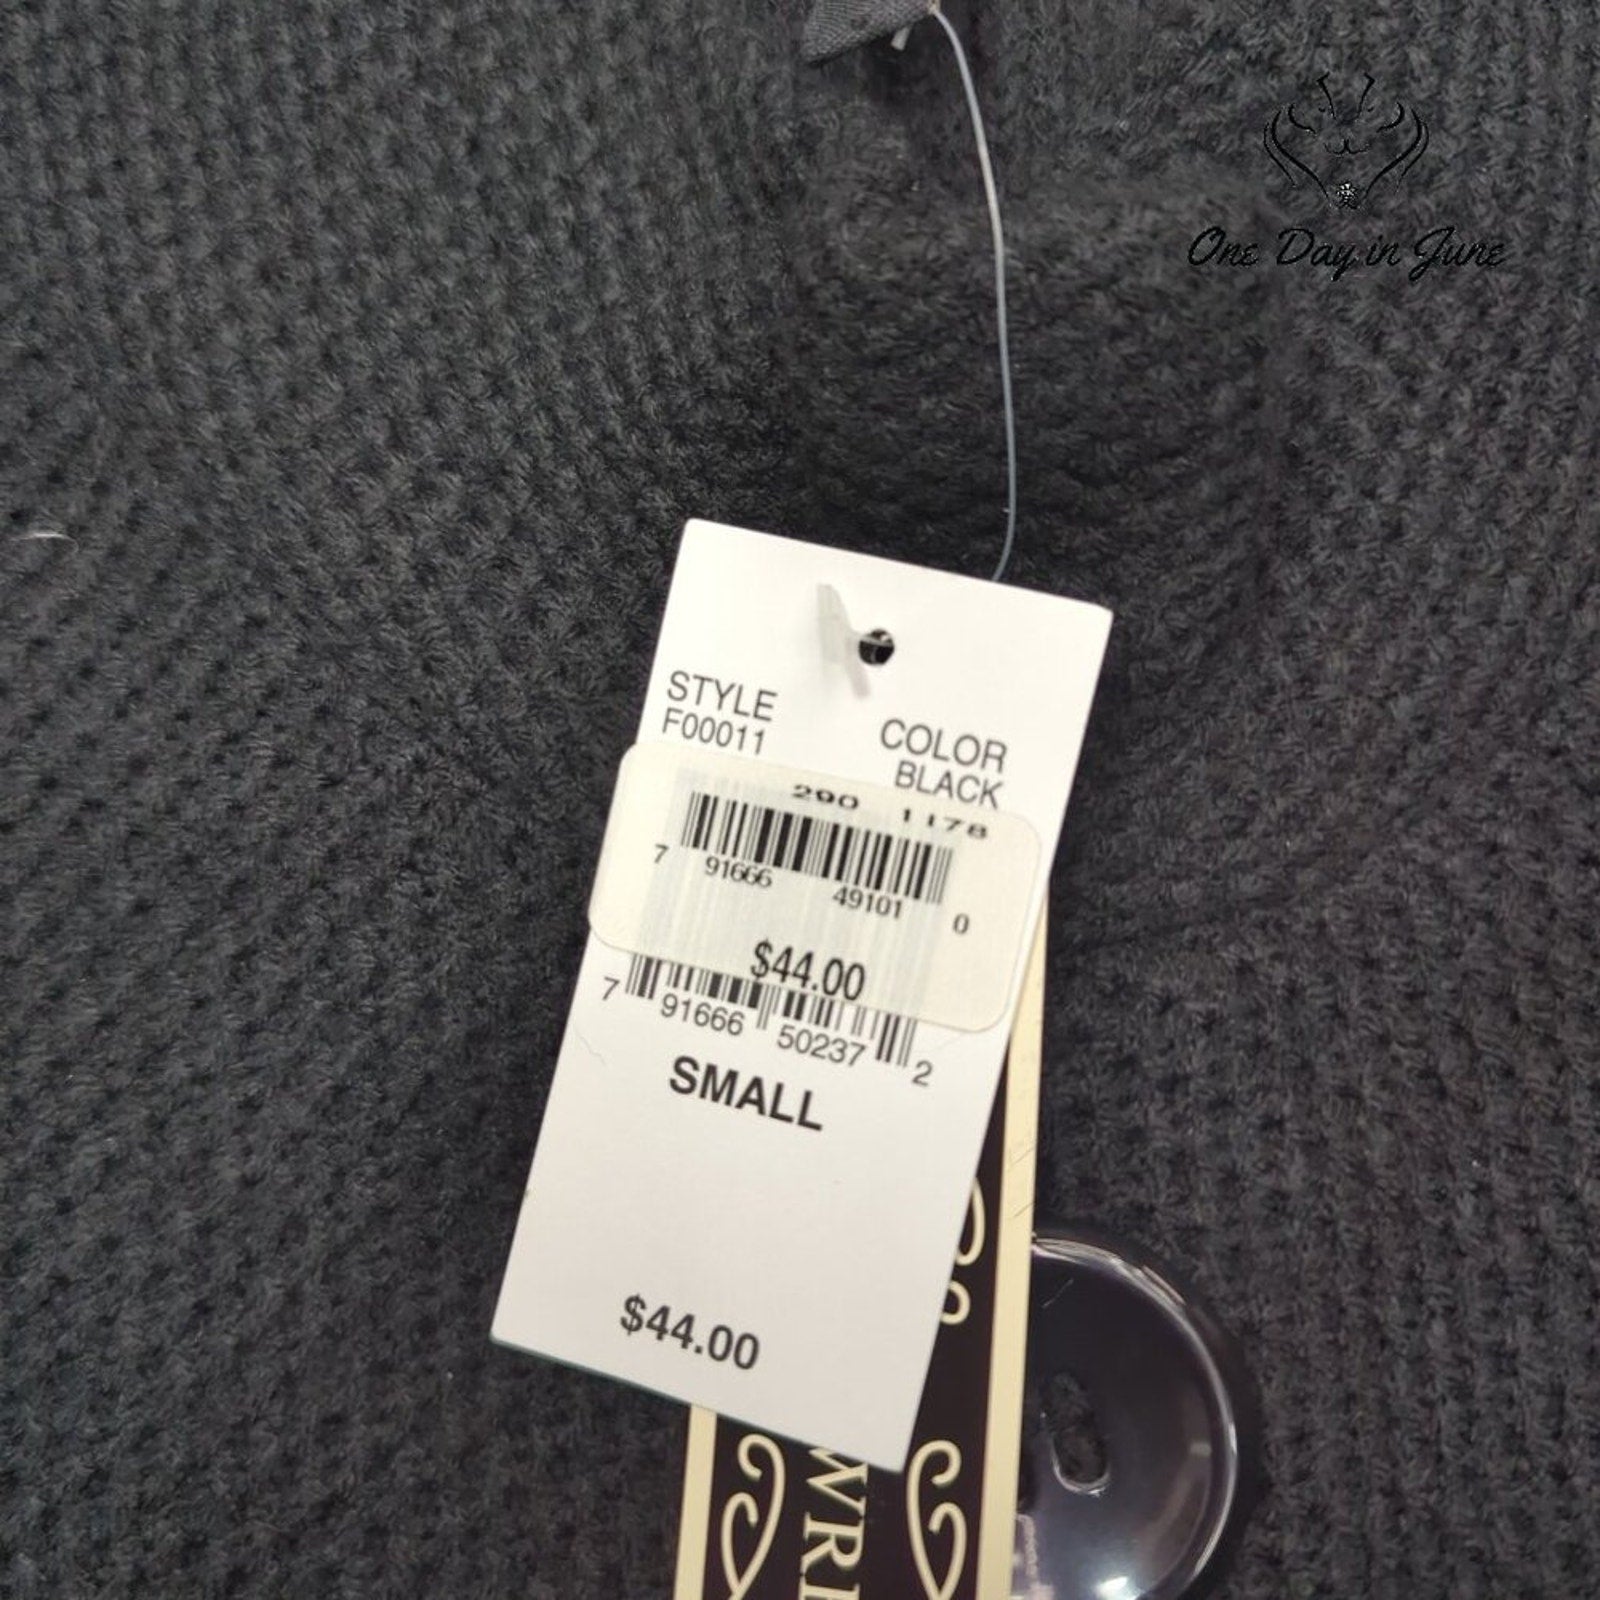 愛
One Day in June
STYLE
F00011
COLOR
BLACK
290 1178
7 91666 49101 0
$44.00
7 91666 50237 2
SMALL
$44.00